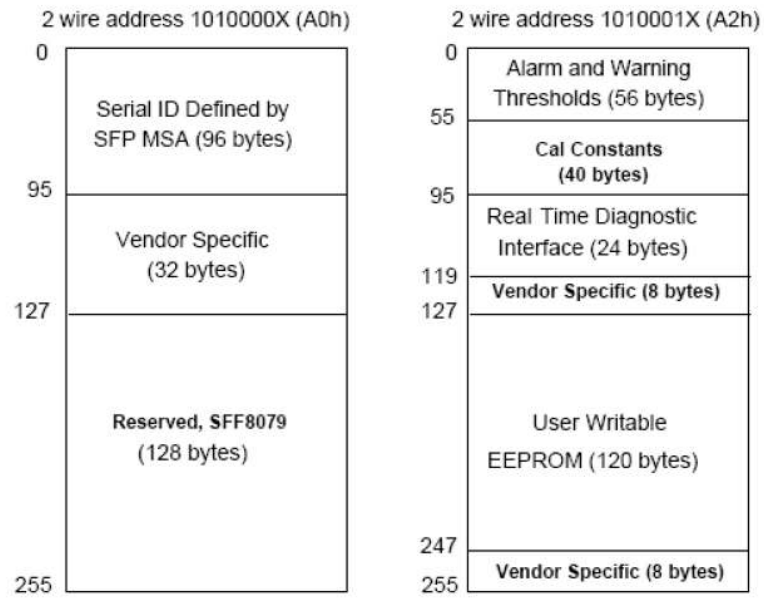 2 wire address 1010000X (A0h)
0
Serial ID Defined by
SFP MSA (96 bytes)
95
Vendor Specific
(32 bytes)
127
Reserved, SFF8079
(128 bytes)
255
2 wire address 1010001X (A2h)
0
Alarm and Warning
Thresholds (56 bytes)
55
Cal Constants
(40 bytes)
95
Real Time Diagnostic
Interface (24 bytes)
119
Vendor Specific (8 bytes)
127
User Writable
EEPROM (120 bytes)
247
Vendor Specific (8 bytes)
255